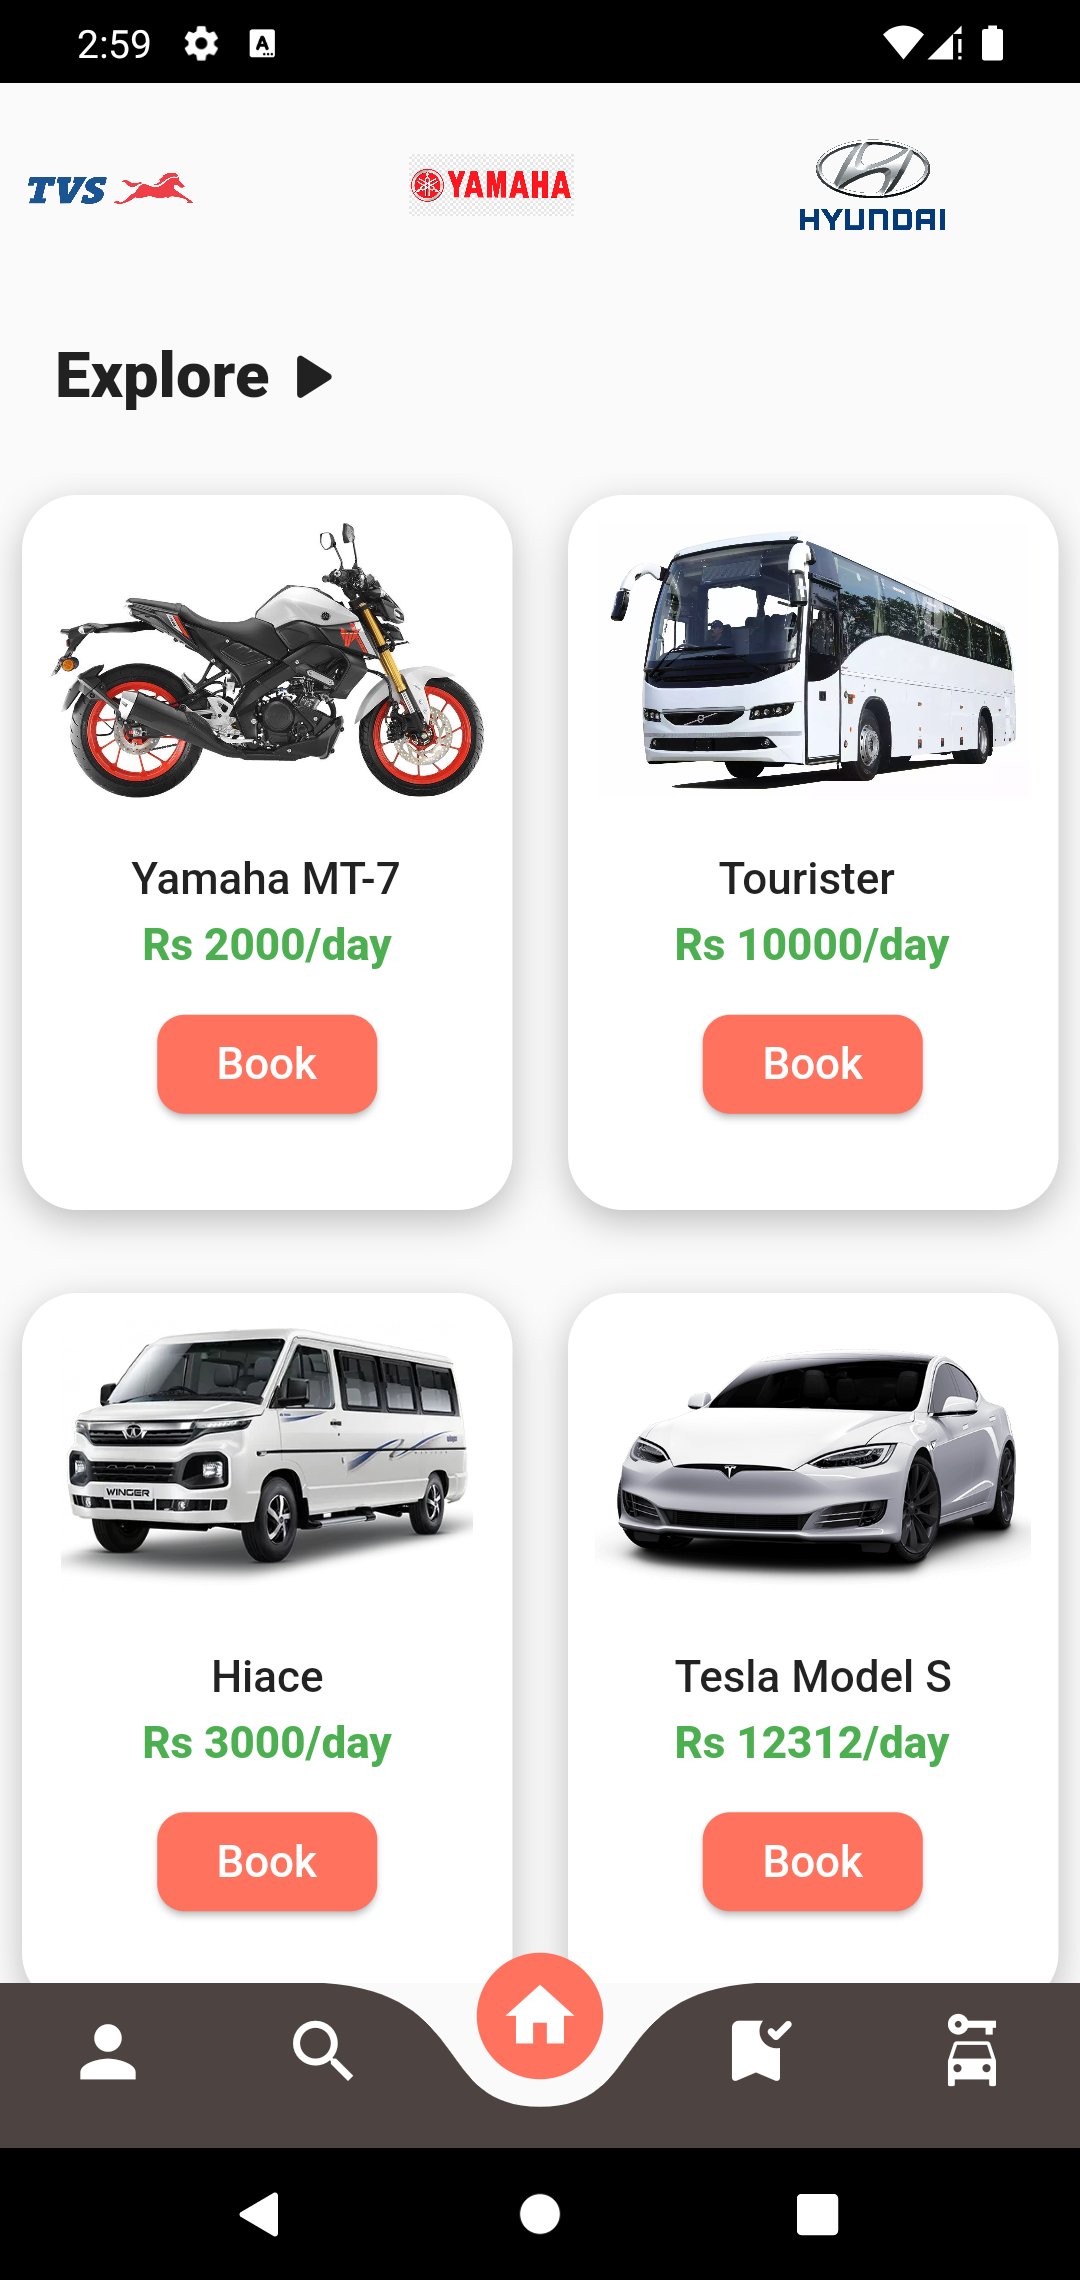 2:59
TVS
YAMAHA
HYUNDAI
Explore
Yamaha MT-7
Rs 2000/day
Book
Tourister
Rs 10000/day
Book
WINGER
Hiace
Rs 3000/day
Book
Tesla Model S
Rs 12312/day
Book